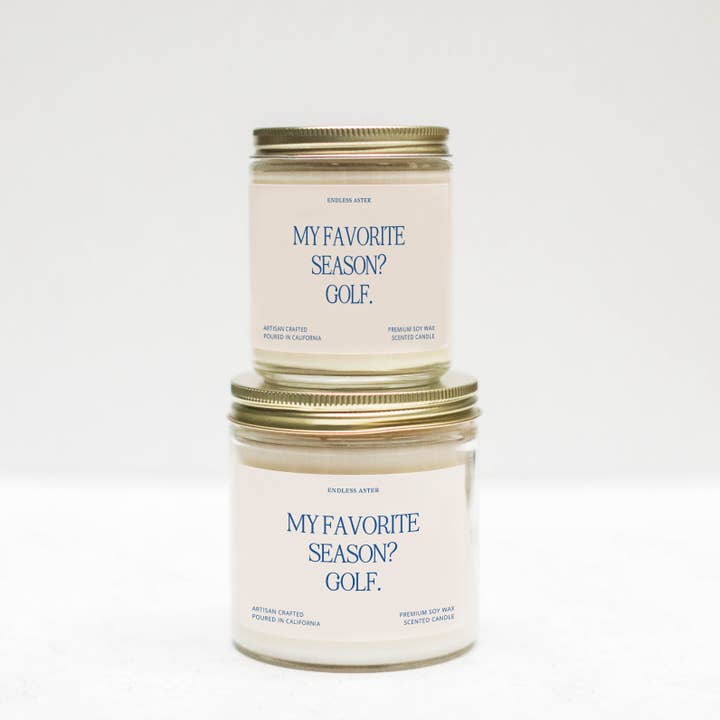 ENDLESS ASTER
MY FAVORITE
SEASON?
GOLF.
ARTISAN CRAFTED
POURED IN CALIFORNIA
PREMIUM SOY WAX
SCENTED CANDLE
ENDLESS ASTER
MY FAVORITE
SEASON?
GOLF.
ARTISAN CRAFTED
POURED IN CALIFORNIA
PREMIUM SOY WAX
SCENTED CANDLE